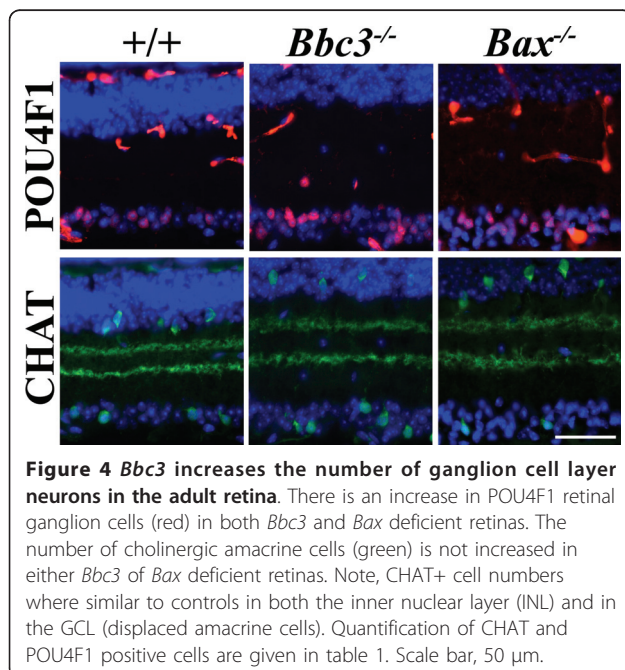 +/+ Bbc3-/- Bax-/-
POU4F1
CHAT
Figure 4 Bbc3 increases the number of ganglion cell layer
neurons in the adult retina. There is an increase in POU4F1 retinal
ganglion cells (red) in both Bbc3 and Bax deficient retinas. The
number of cholinergic amacrine cells (green) is not increased in
either Bbc3 of Bax deficient retinas. Note, CHAT+ cell numbers
where similar to controls in both the inner nuclear layer (INL) and in
the GCL (displaced amacrine cells). Quantification of CHAT and
POU4F1 positive cells are given in table 1. Scale bar, 50 μm.